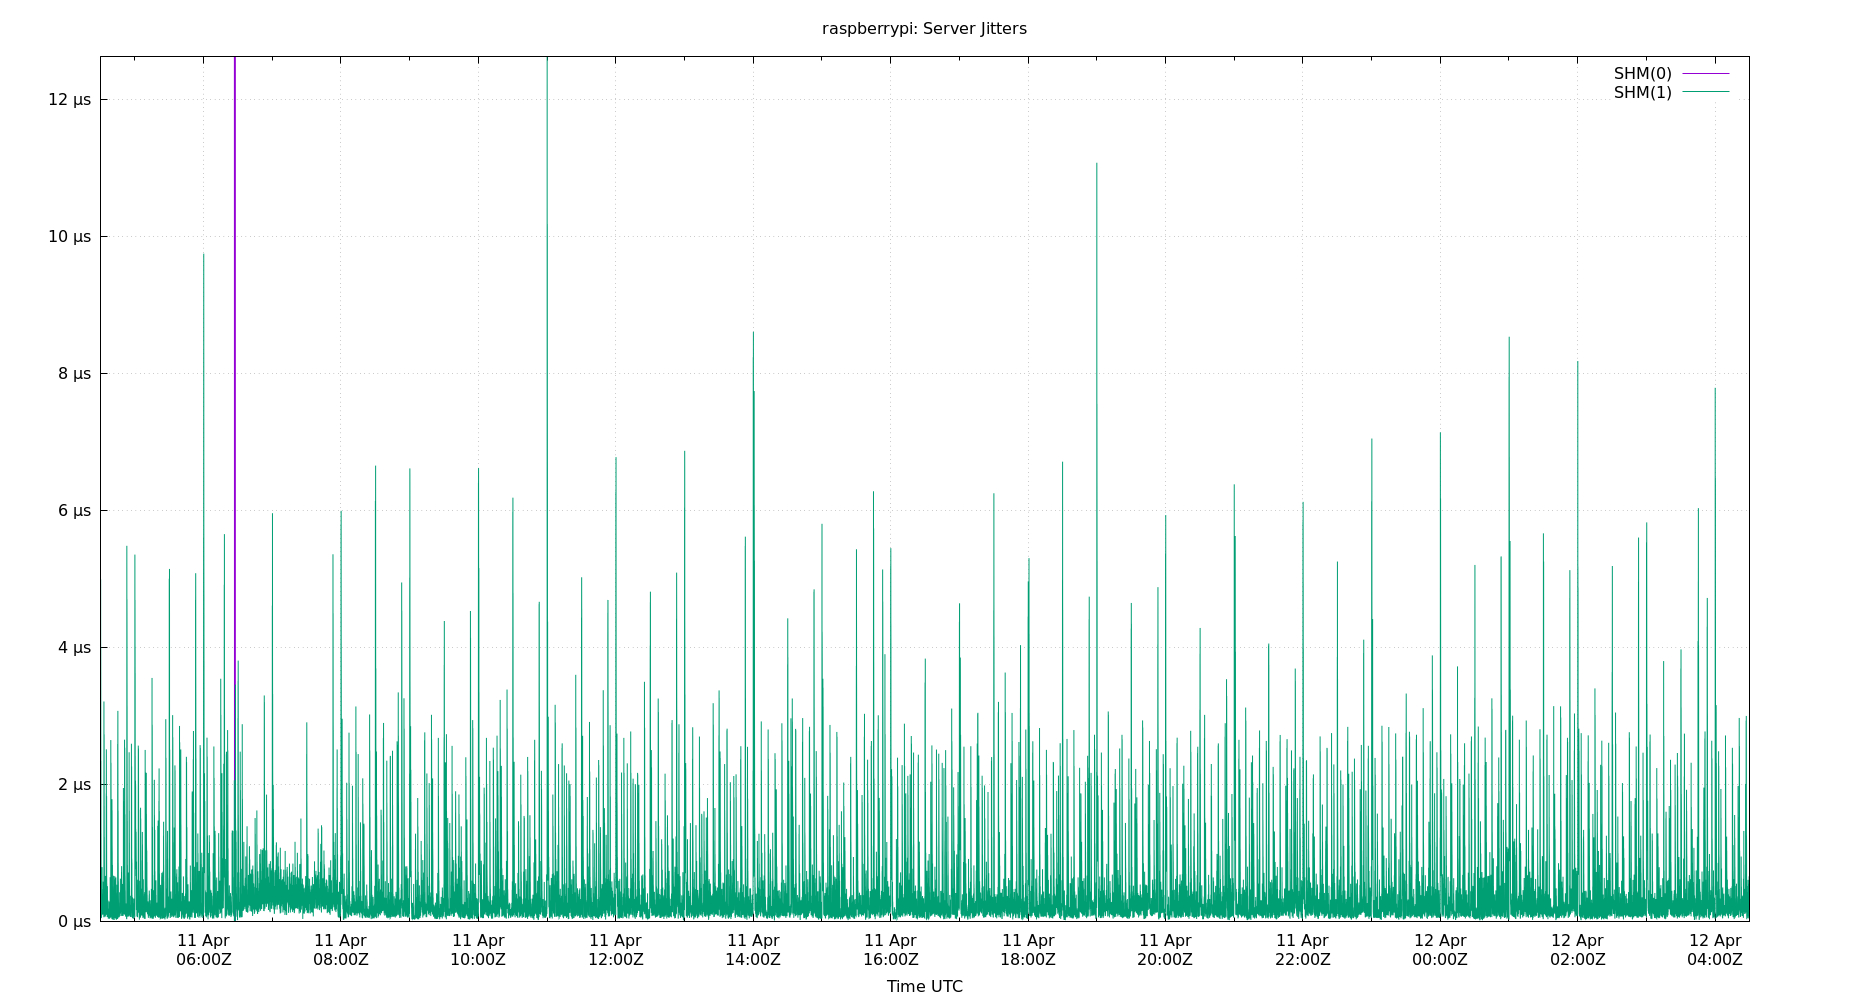 raspberrypi: Server Jitters
SHM(0)
SHM(1)
12 µs
10 µs
8 µs
6 µs
4 µs
2 µs
0 µs
11 Apr 11 Apr 11 Apr 11 Apr 11 Apr 11 Apr 11 Apr 11 Apr 11 Apr 12 Apr 12 Apr 12 Apr
06:00Z 08:00Z 10:00Z 12:00Z 14:00Z 16:00Z 18:00Z 20:00Z 22:00Z 00:00Z 02:00Z 04:00Z
Time UTC